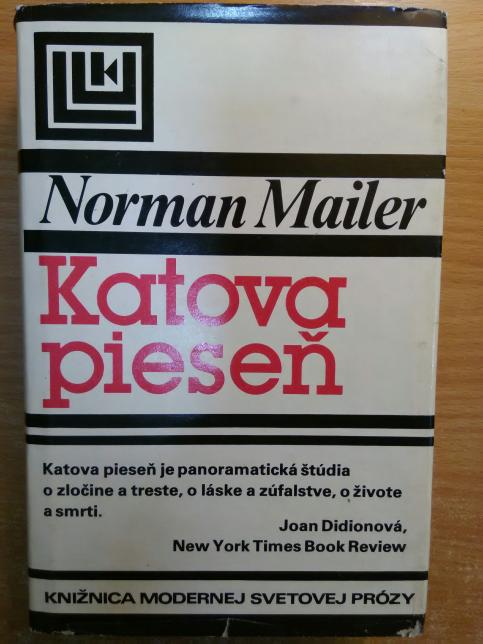 Norman Mailer
Katova
pieseň
Katova pieseň je panoramatická štúdia
o zločine a treste, o láske a zúfalstve, o živote
a smrti.
Joan Didionová,
New York Times Book Review
KNIŽNICA MODERNEJ SVETOVEJ PRÓZY